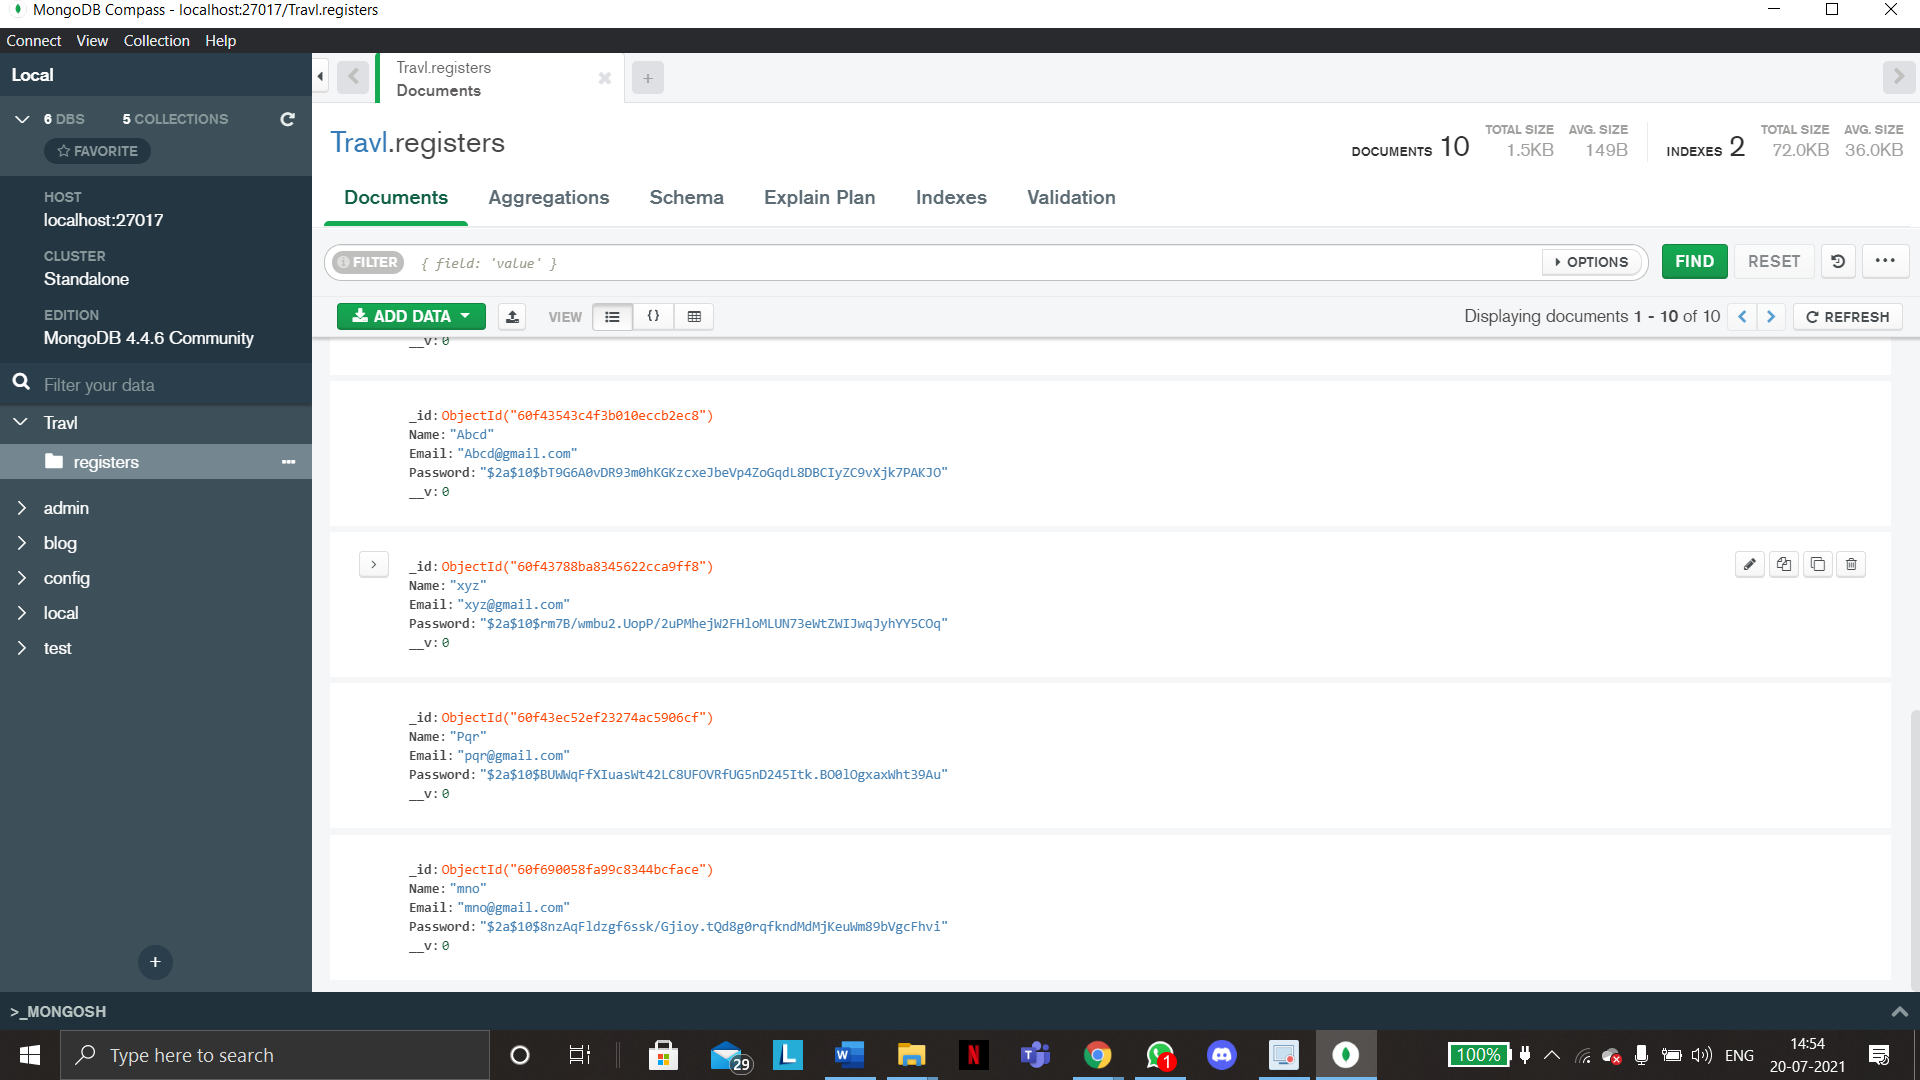 MongoDB Compass - localhost:27017/Travl.registers
Connect View Collection Help
Local
6 DBS 5 COLLECTIONS
FAVORITE
HOST
localhost:27017
CLUSTER
Standalone
EDITION
MongoDB 4.4.6 Community
Filter your data
Travl
registers
admin
blog
config
local
test
Travl.registers
Documents
Travl.registers
DOCUMENTS 10 TOTAL SIZE 1.5KB AVG. SIZE 149B INDEXES 2 TOTAL SIZE 72.0KB AVG. SIZE 36.0KB
Documents Aggregations Schema Explain Plan Indexes Validation
FILTER { field: 'value' } OPTIONS FIND RESET
ADD DATA VIEW Displaying documents 1 - 10 of 10 REFRESH
__v: 0
_id: ObjectId("60f43543c4f3b010eccb2ec8")
Name: "Abcd"
Email: "Abcd@gmail.com"
Password: "$2a$10$bT9G6A0vDR93m0hKGKzcxeJbeVp4ZoGqdL8DBCIyZC9vXjk7PAKJO"
__v: 0
_id: ObjectId("60f43788ba8345622cca9ff8")
Name: "xyz"
Email: "xyz@gmail.com"
Password: "$2a$10$rm7B/wmbu2.UopP/2uPMhejW2FHloMLUN73eWtZWIJwqJyhYY5COq"
__v: 0
_id: ObjectId("60f43ec52ef23274ac5906cf")
Name: "Pqr"
Email: "pqr@gmail.com"
Password: "$2a$10$BUWWqFfXIuasWt42LC8UFOVRfUG5nD245Itk.BO0lOgxaxWht39Au"
__v: 0
_id: ObjectId("60f690058fa99c8344bcface")
Name: "mno"
Email: "mno@gmail.com"
Password: "$2a$10$8nzAqFldzgf6ssk/Gjioy.tQd8g0rqfkndMdMjKeuWm89bVgcFhvi"
__v: 0
>_MONGOSH
Type here to search
29
1
100%
ENG
14:54
20-07-2021